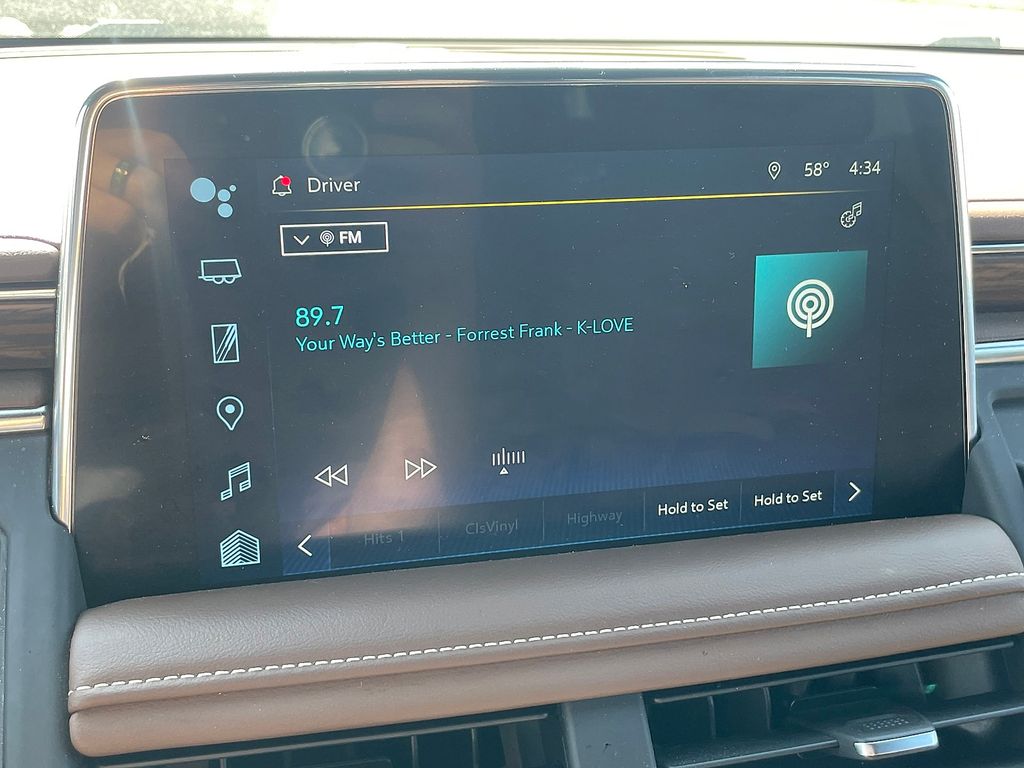 Driver
58° 4:34
FM
89.7
Your Way's Better - Forrest Frank - K-LOVE
Hits 1 ClsVinyl Highway Hold to Set Hold to Set